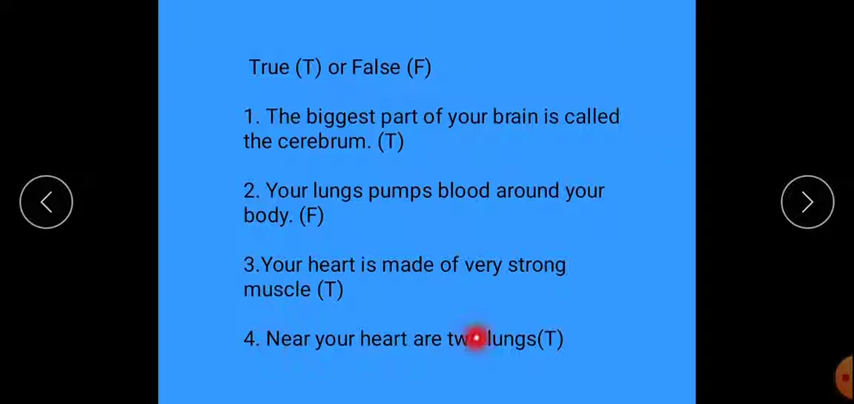 True (T) or False (F)
1. The biggest part of your brain is called
the cerebrum. (T)
2. Your lungs pumps blood around your
body. (F)
3.Your heart is made of very strong
muscle (T)
4. Near your heart are two lungs(T)